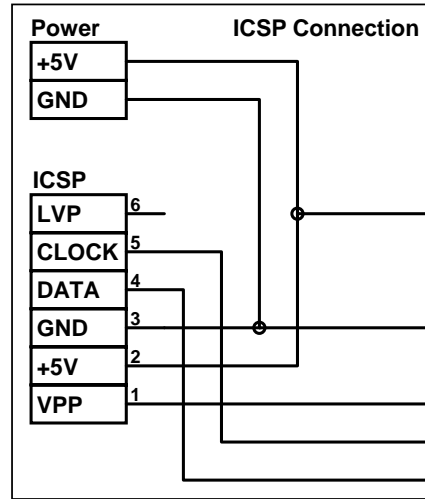 Power
ICSP Connection
+5V
GND
ICSP
LVP 6
CLOCK 5
DATA 4
GND 3
+5V 2
VPP 1